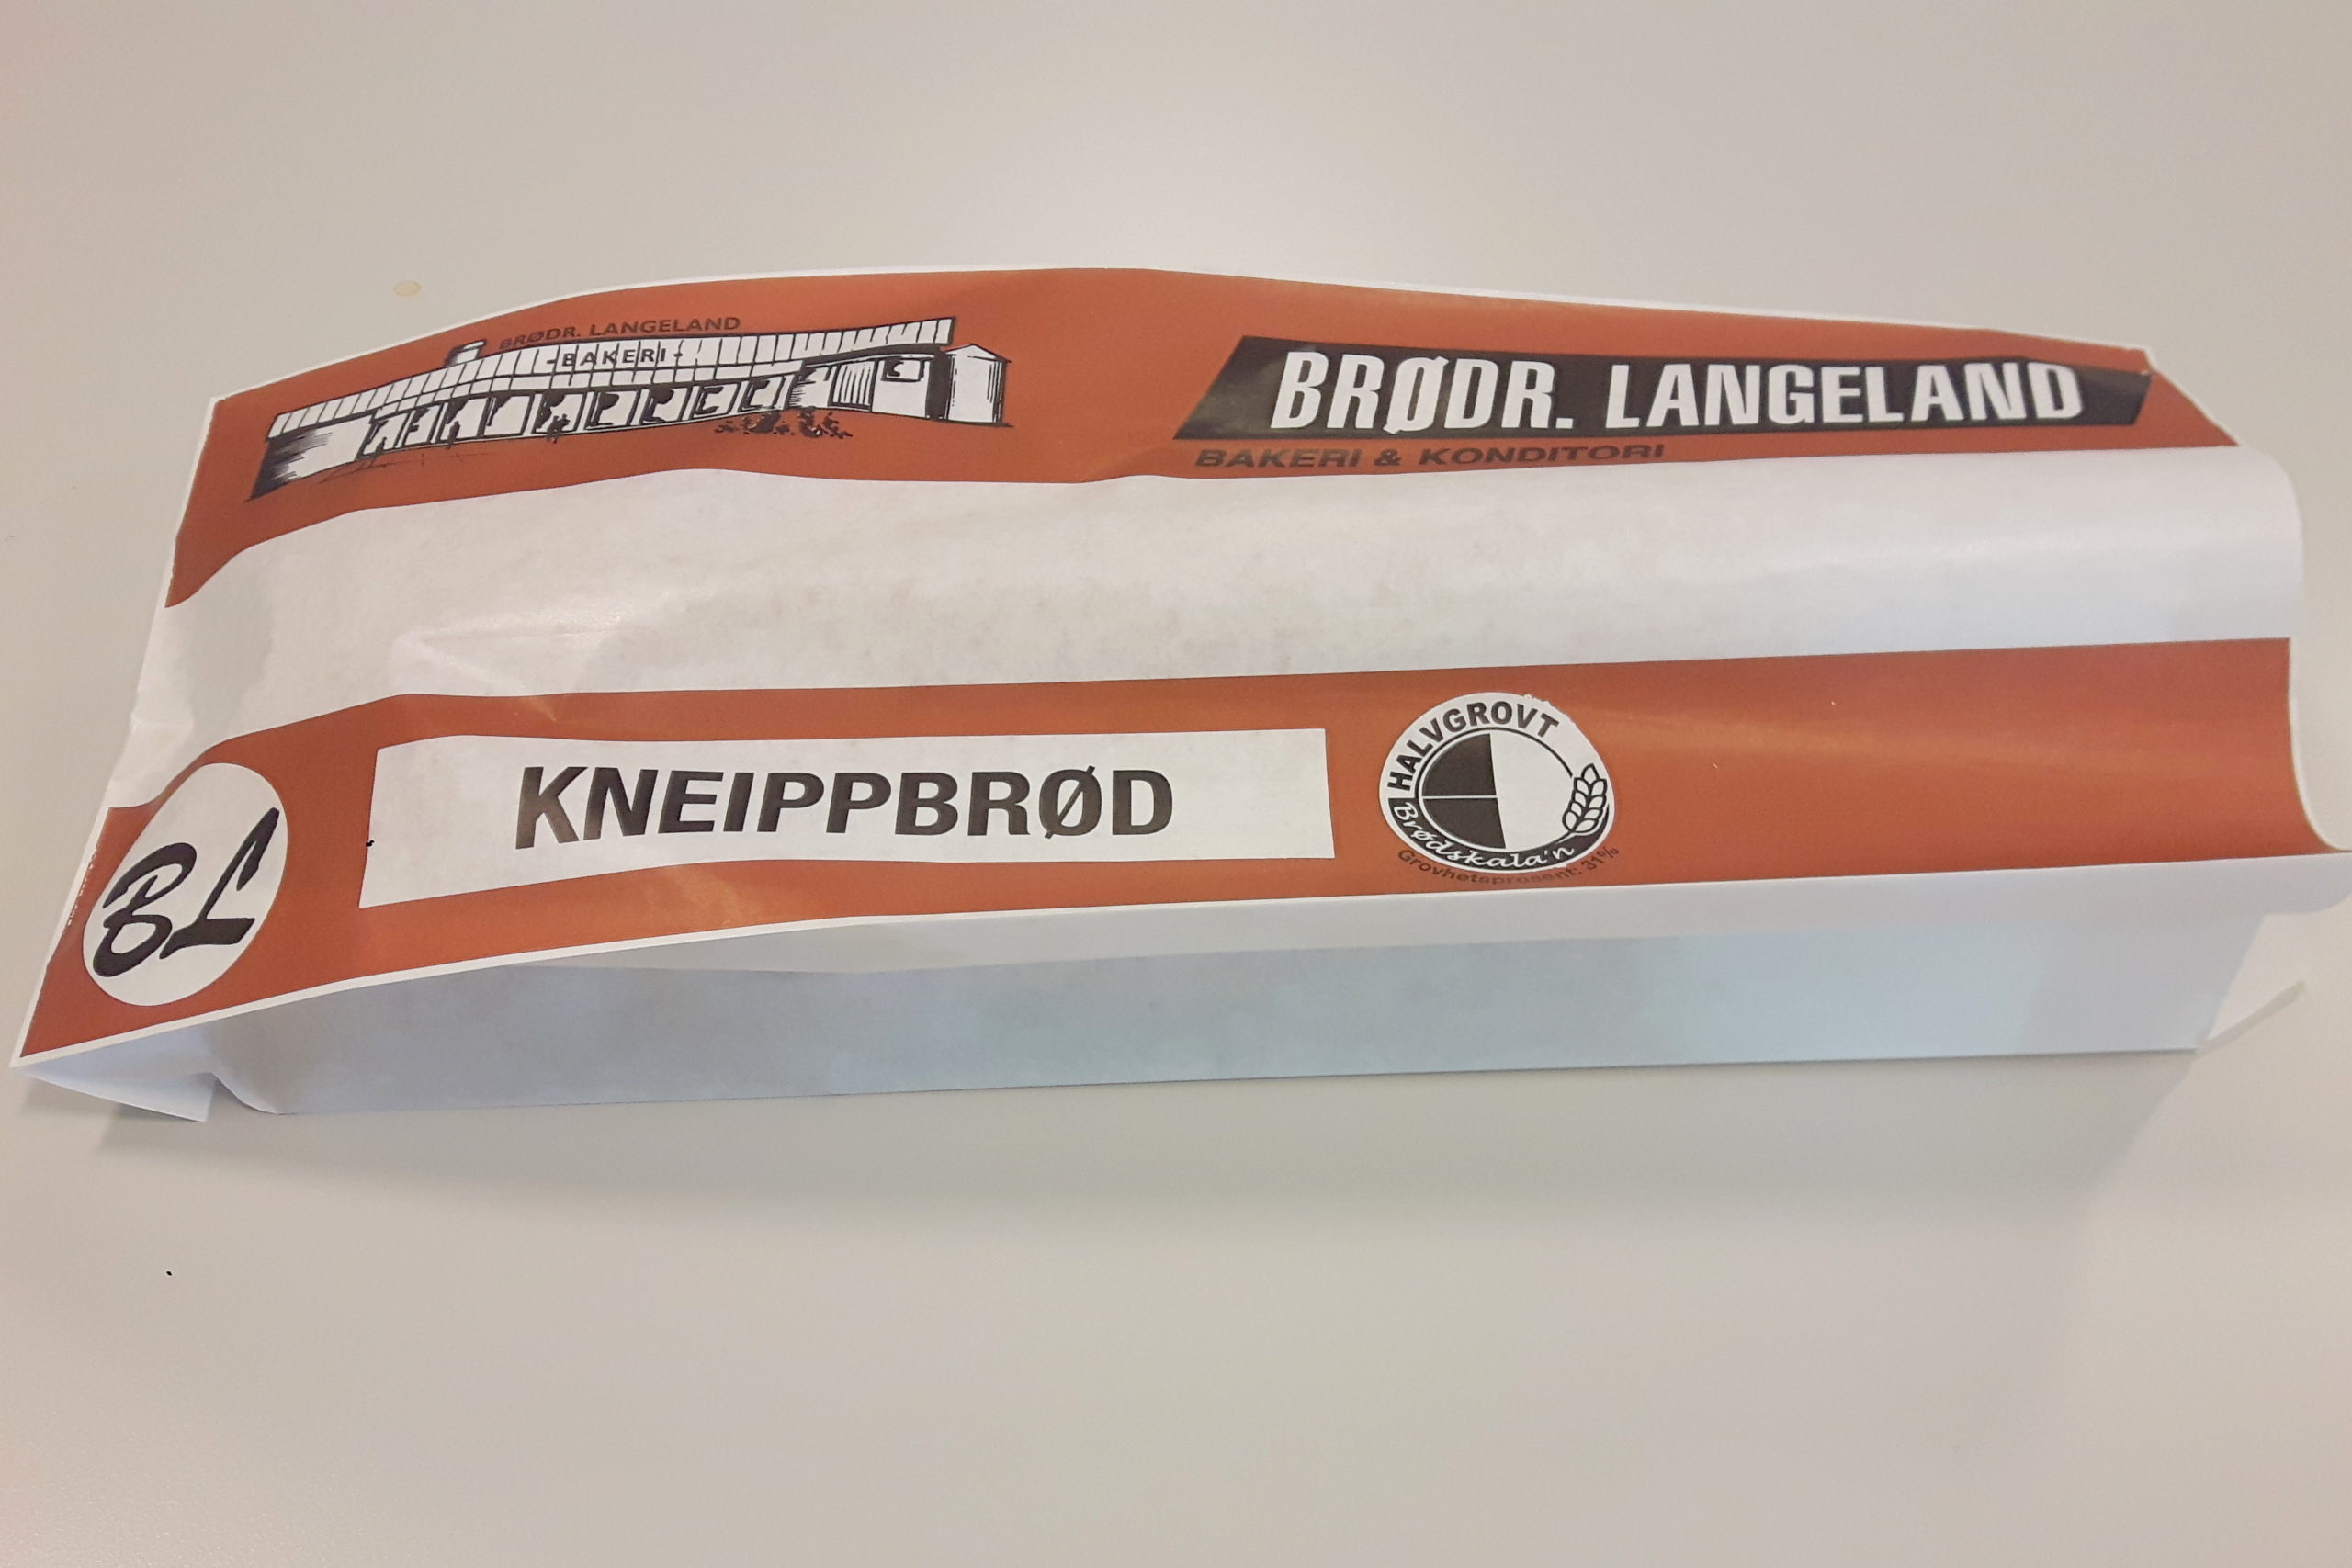 BRØDR. LANGELAND
-BAKERI-
BRØDR. LANGELAND
BAKERI & KONDITORI
BL
KNEIPPBRØD
HALVGROVT
Brødskala'n
Grovhetsprosent: 31%